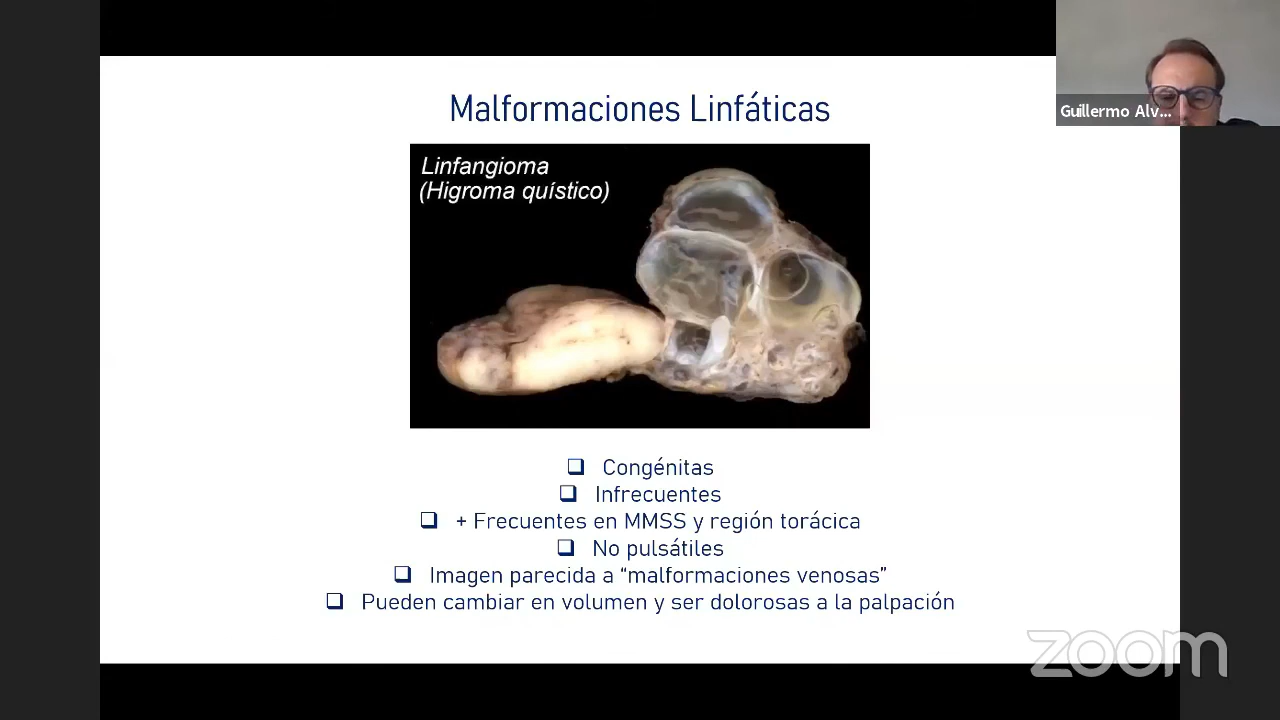 Malformaciones Linfáticas
Guillermo Alv...
Linfangioma
(Higroma quístico)
❑ Congénitas
❑ Infrecuentes
❑ + Frecuentes en MMSS y región torácica
❑ No pulsátiles
❑ Imagen parecida a “malformaciones venosas”
❑ Pueden cambiar en volumen y ser dolorosas a la palpación
zoom